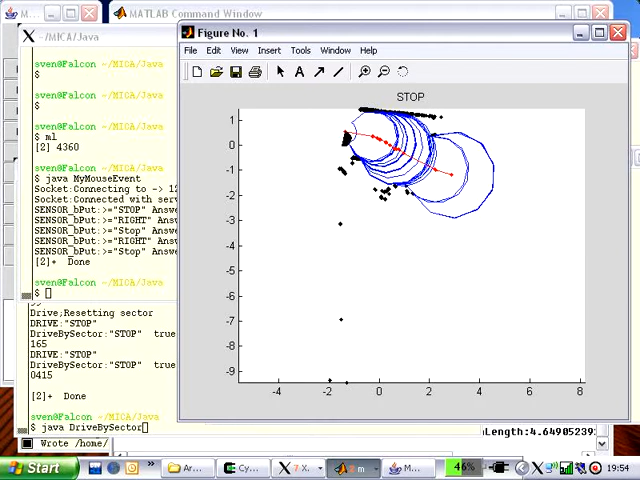 MATLAB Command Window
~/MICA/Java
sven@Falcon ~/MICA/Java
$
sven@Falcon ~/MICA/Java
$
sven@Falcon ~/MICA/Java
$ ml
[2] 4360
sven@Falcon ~/MICA/Java
$ java MyMouseEvent
Socket:Connecting to -> 12
Socket:Connected with serv
SENSOR_bPut:>="STOP" Answ
SENSOR_bPut:>="RIGHT" Answ
SENSOR_bPut:>="Stop" Answ
SENSOR_bPut:>="RIGHT" Answ
SENSOR_bPut:>="Stop" Answ
[2]+ Done
sven@Falcon ~/MICA/Java
$
Drive;Resetting sector
DRIVE:"STOP"
DriveBySector:"STOP" true
165
DRIVE:"STOP"
DriveBySector:"STOP" true
0415
[2]+ Done
sven@Falcon ~/MICA/Java
$ java DriveBySector
Wrote /home/
Figure No. 1
File Edit View Insert Tools Window Help
STOP
1
0
-1
-2
-3
-4
-5
-6
-7
-8
-9
-4 -2 0 2 4 6 8
nLength:4.649052392
Start Ar... Cy... 7 X. 2 m M... 46% 19:54